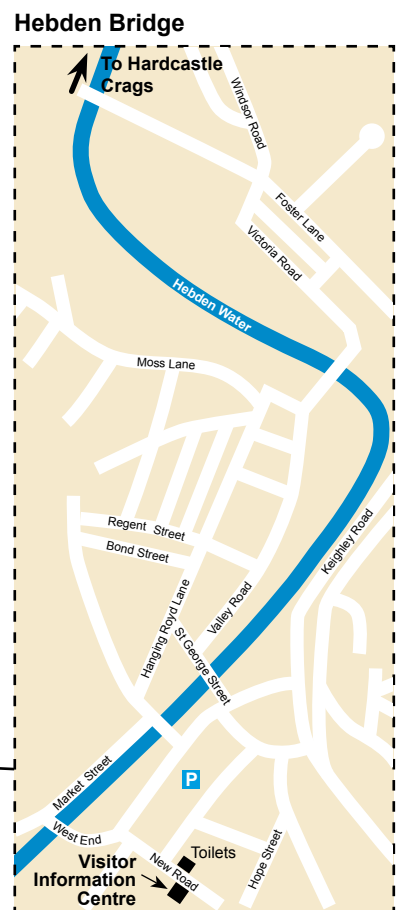 Hebden Bridge
To Hardcastle
Crags
Windsor Road
Foster Lane
Victoria Road
Hebden Water
Moss Lane
Regent Street
Bond Street
Keighley Road
Hanging Royd Lane
Valley Road
St George Street
Market Street
P
West End
Visitor
Information
Centre
New Road
Toilets
Hope Street